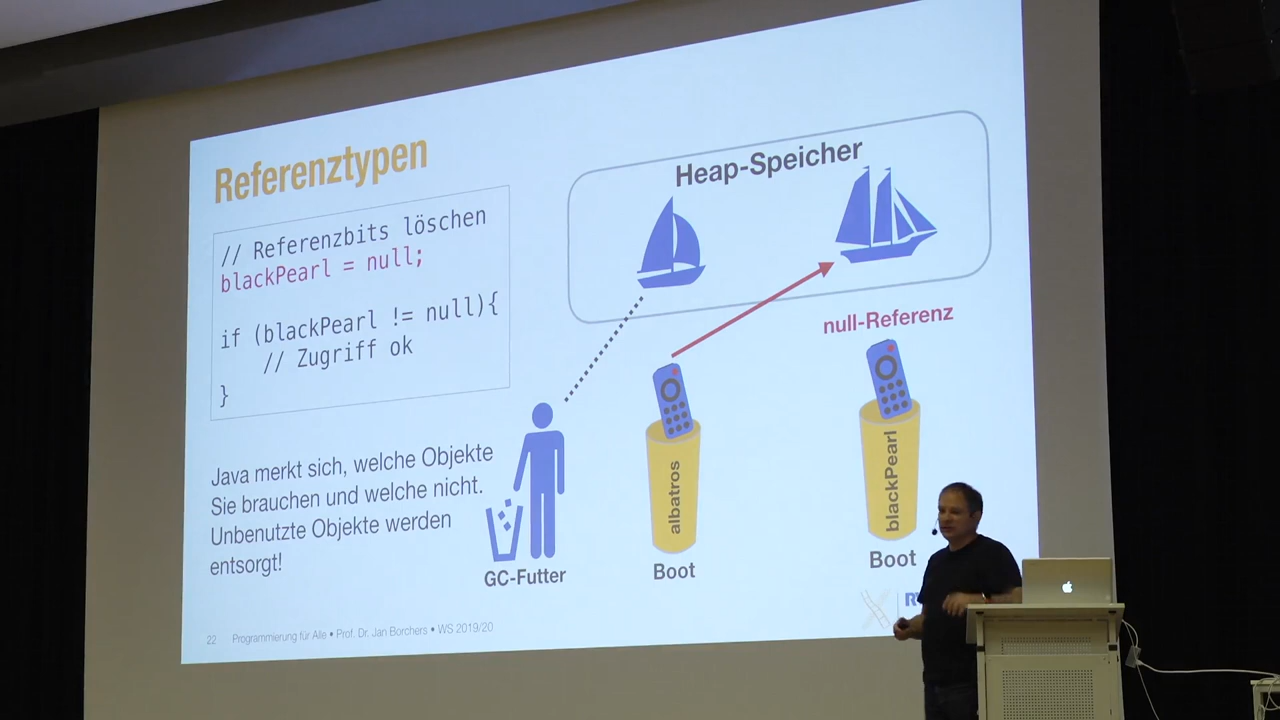 Referenztypen
// Referenzbits löschen
blackPearl = null;
if (blackPearl != null){
// Zugriff ok
}
Java merkt sich, welche Objekte
Sie brauchen und welche nicht.
Unbenutzte Objekte werden
entsorgt!
Heap-Speicher
null-Referenz
albatros
blackPearl
GC-Futter
Boot
Boot
22 Programmierung für Alle • Prof. Dr. Jan Borchers • WS 2019/20